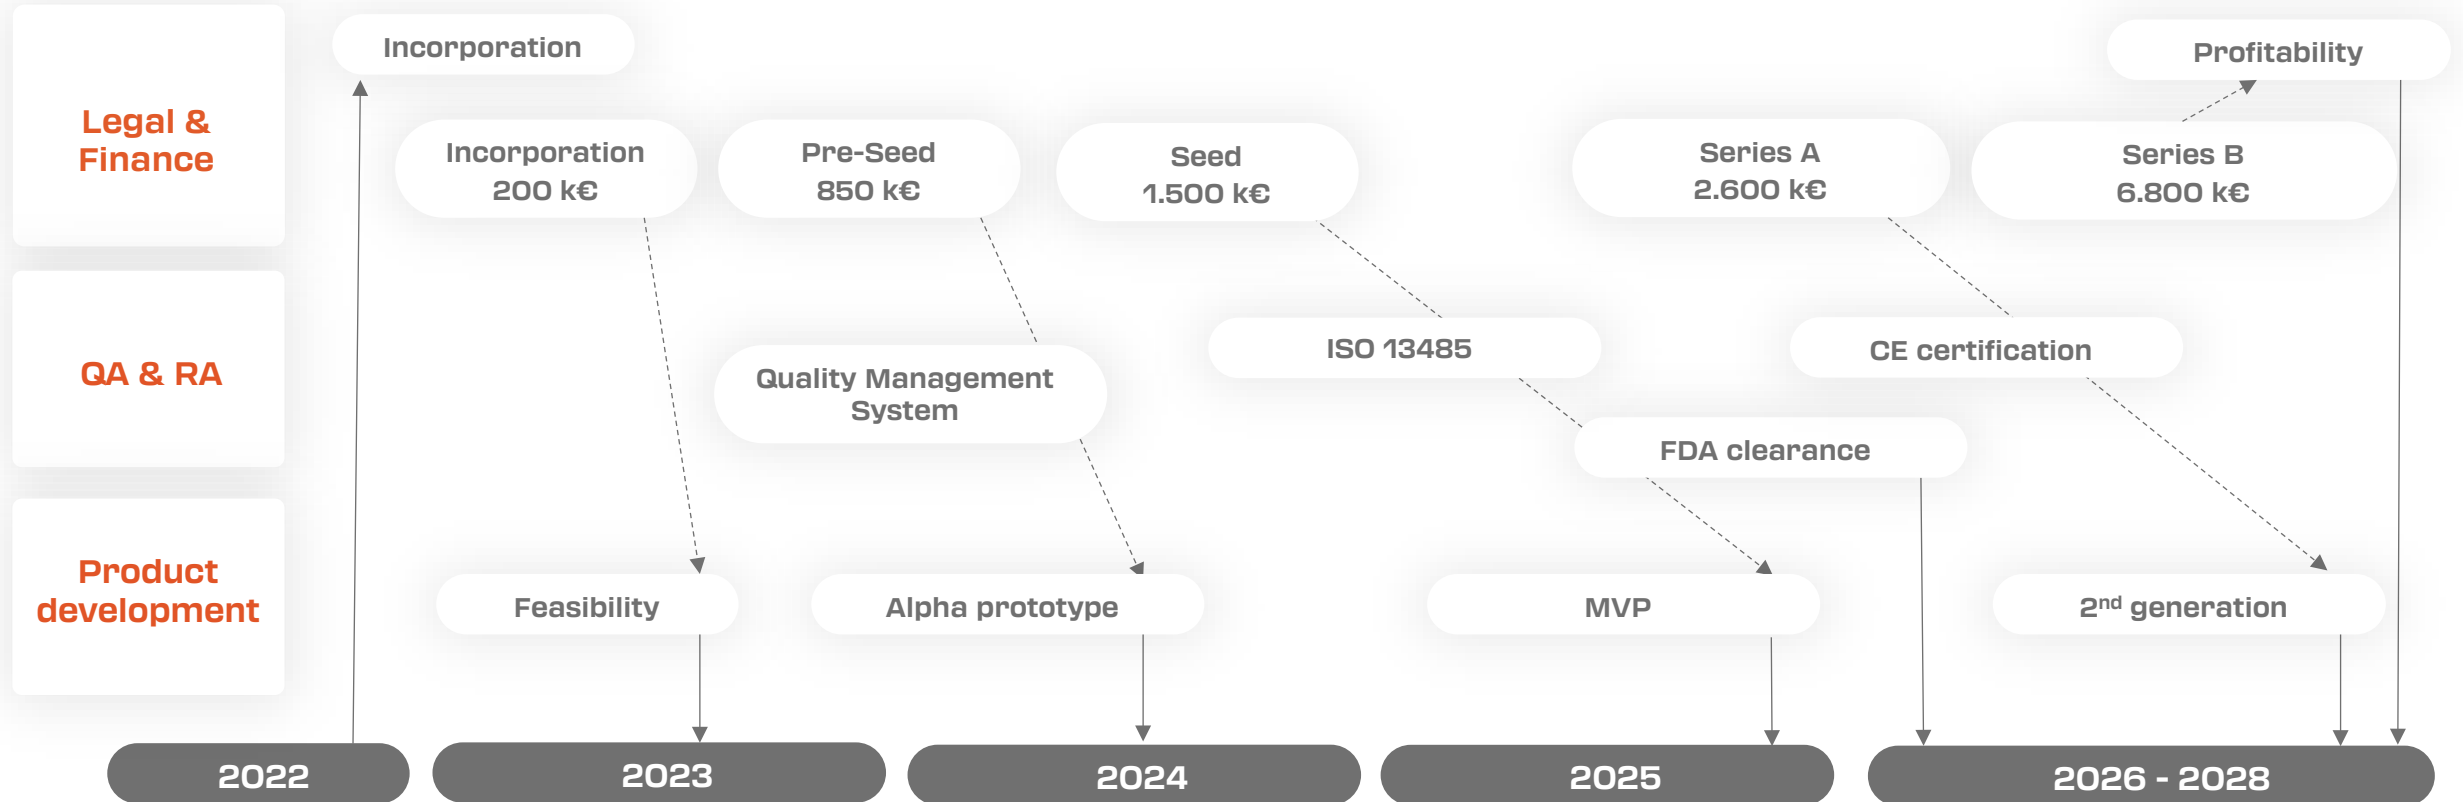 Incorporation
Profitability
Legal &
Finance
Incorporation
200 k€
Pre-Seed
850 k€
Seed
1.500 k€
Series A
2.600 k€
Series B
6.800 k€
QA & RA
Quality Management
System
ISO 13485
CE certification
FDA clearance
Product
development
Feasibility
Alpha prototype
MVP
2nd generation
2022
2023
2024
2025
2026 - 2028